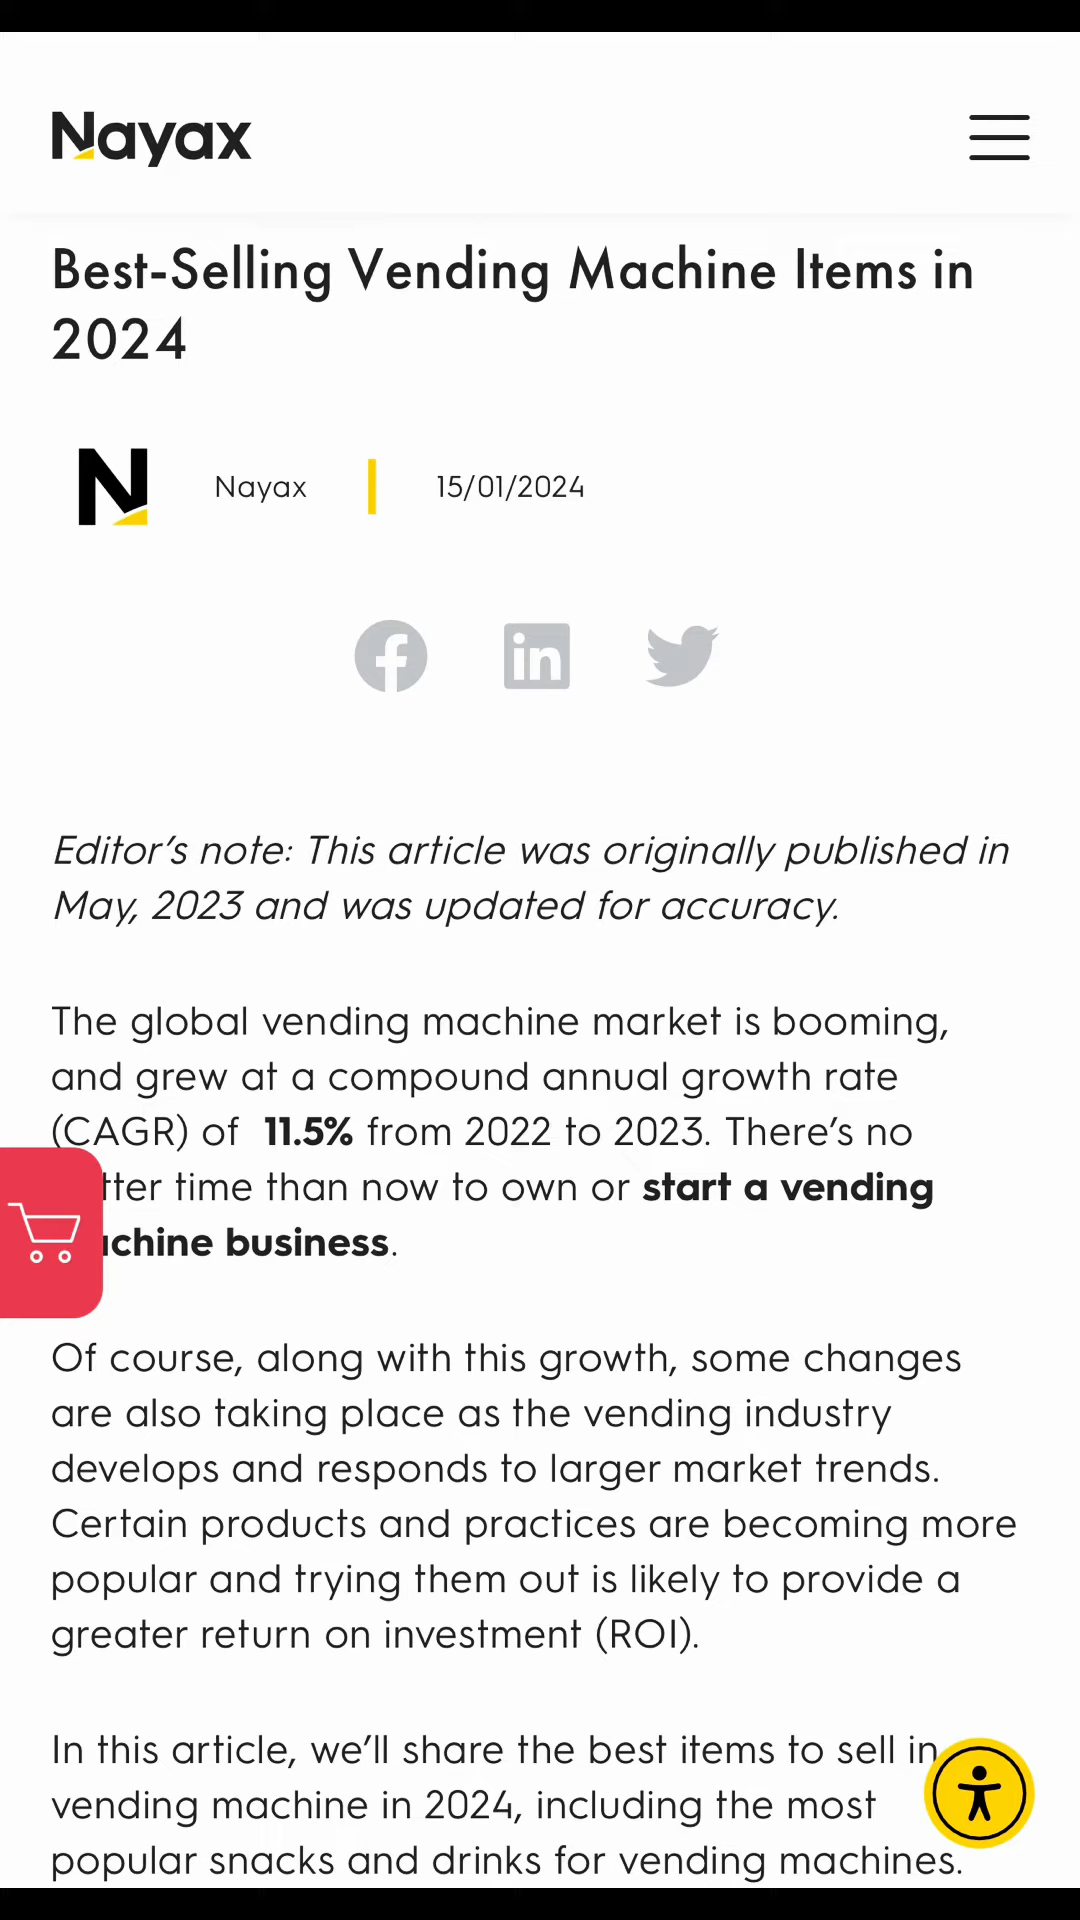 Nayax
Best-Selling Vending Machine Items in
2024
Nayax
15/01/2024
Editor's note: This article was originally published in
May, 2023 and was updated for accuracy.
The global vending machine market is booming,
and grew at a compound annual growth rate
(CAGR) of 11.5% from 2022 to 2023. There's no
time than now to own or start a vending
business.
Of course, along with this growth, some changes
are also taking place as the vending industry
develops and responds to larger market trends.
Certain products and practices are becoming more
popular and trying them out is likely to provide a
greater return on investment (ROI).
In this article, we'll share the best items to sell in
vending machine in 2024, including the most
popular snacks and drinks for vending machines.